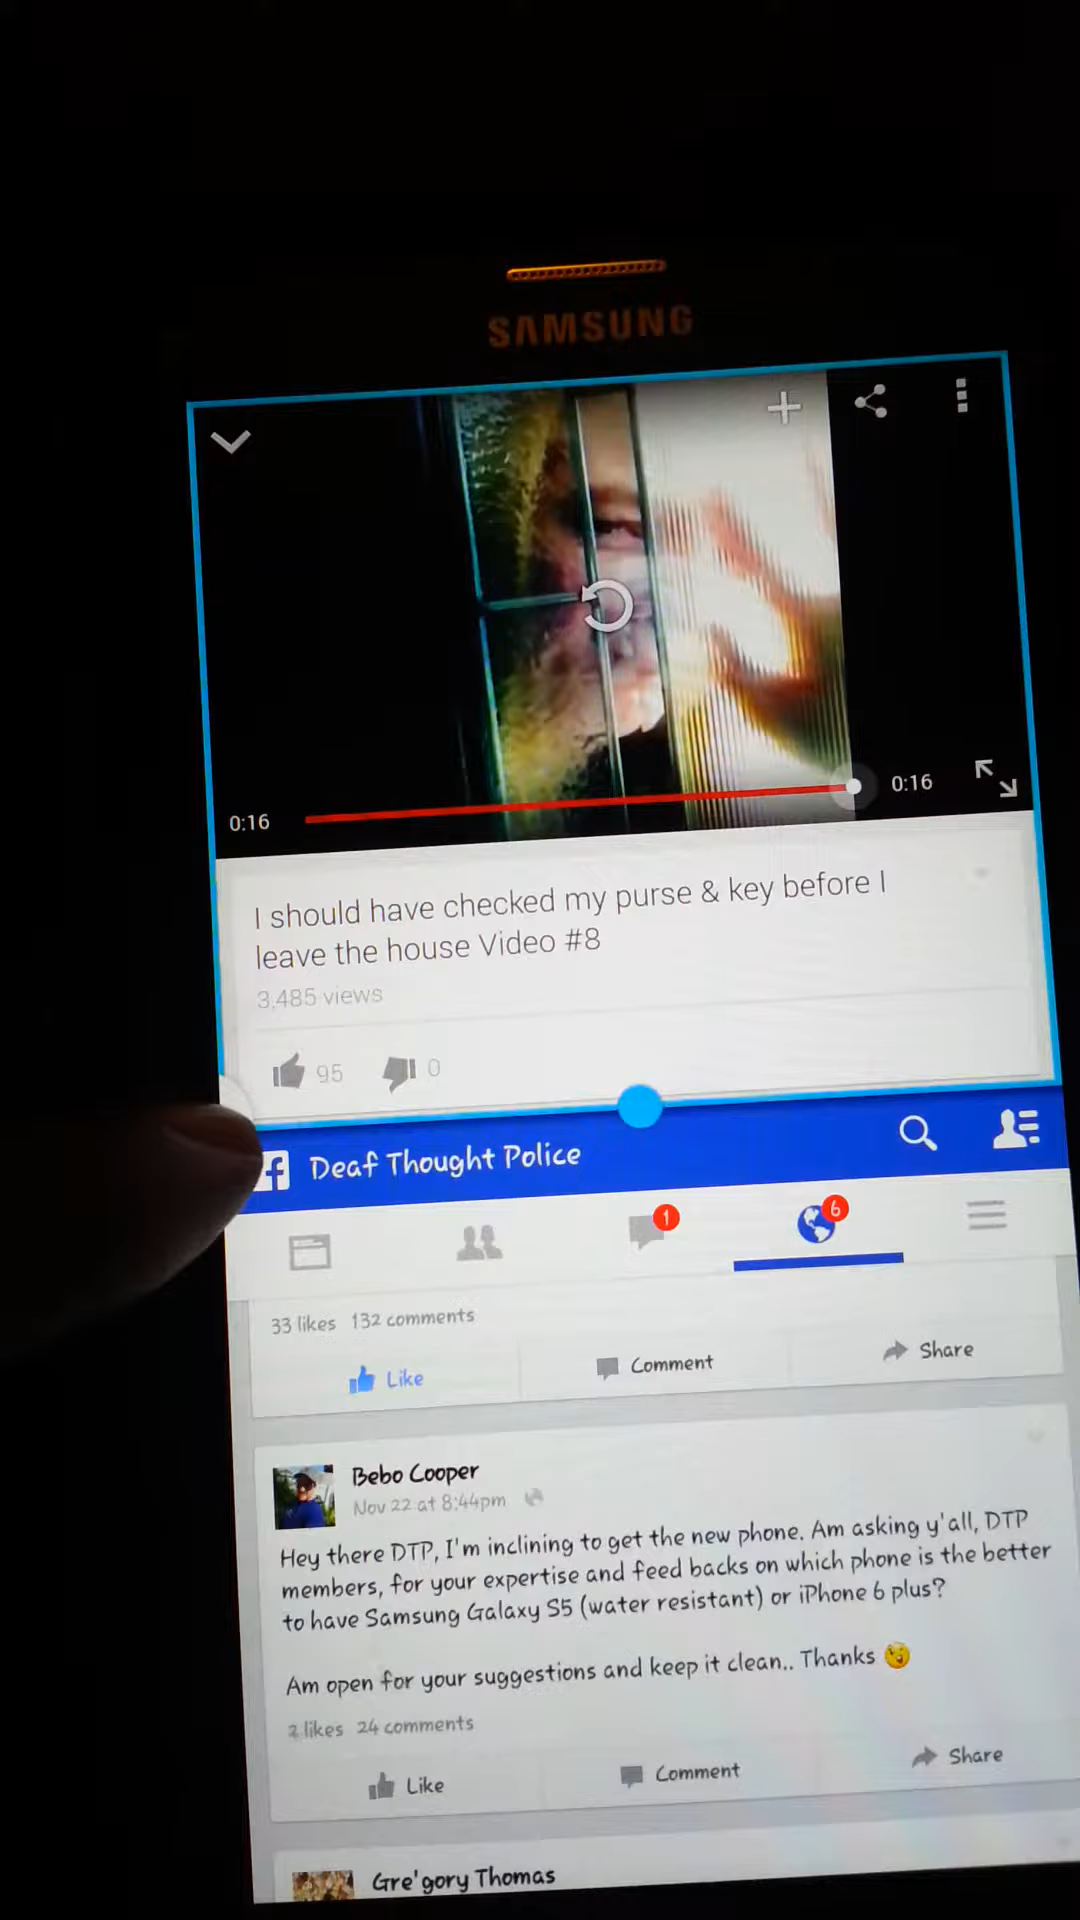 SAMSUNG
0:16
0:16
I should have checked my purse & key before I
leave the house Video #8
3,485 views
95
0
Deaf Thought Police
1
6
33 likes 132 comments
Like
Comment
Share
Bebo Cooper
Nov 22 at 8:44pm
Hey there DTP, I'm inclining to get the new phone. Am asking y'all, DTP
members, for your expertise and feed backs on which phone is the better
to have Samsung Galaxy S5 (water resistant) or iPhone 6 plus?
Am open for your suggestions and keep it clean.. Thanks
2 likes 24 comments
Like
Comment
Share
Gre'gory Thomas